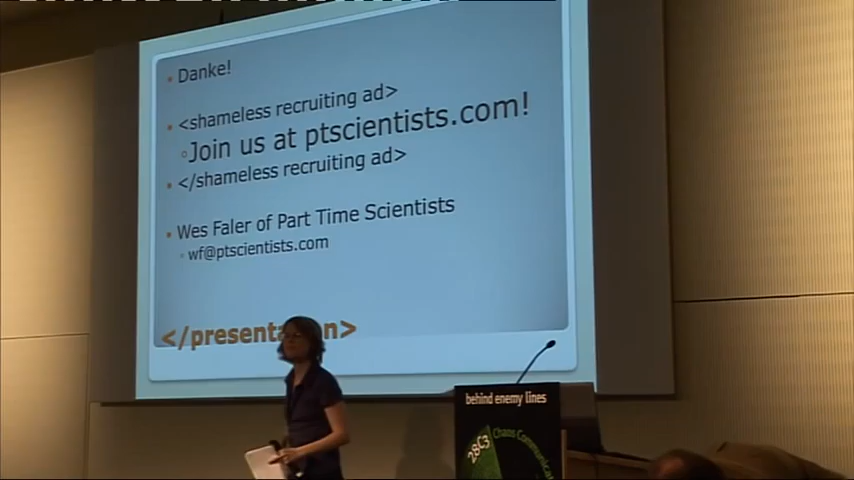 Danke!
<shameless recruiting ad>
Join us at ptscientists.com!
</shameless recruiting ad>
Wes Faler of Part Time Scientists
wf@ptscientists.com
</presentation>
behind enemy lines
28C3
Chaos